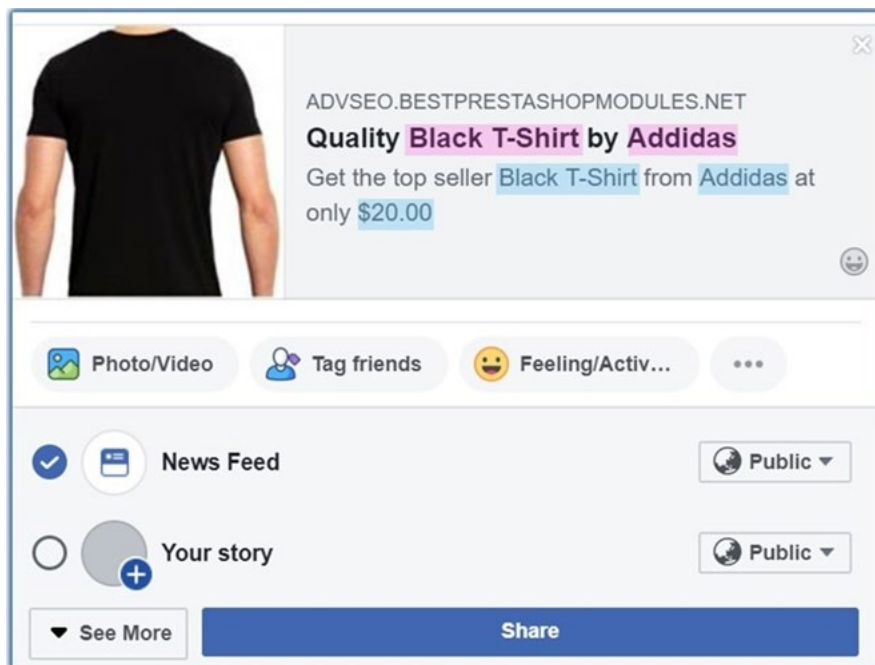 ADVSEO.BESTPRESTASHOPMODULES.NET
Quality Black T-Shirt by Addidas
Get the top seller Black T-Shirt from Addidas at
only $20.00
Photo/Video
Tag friends
Feeling/Activ...
News Feed
Public
Your story
Public
See More
Share